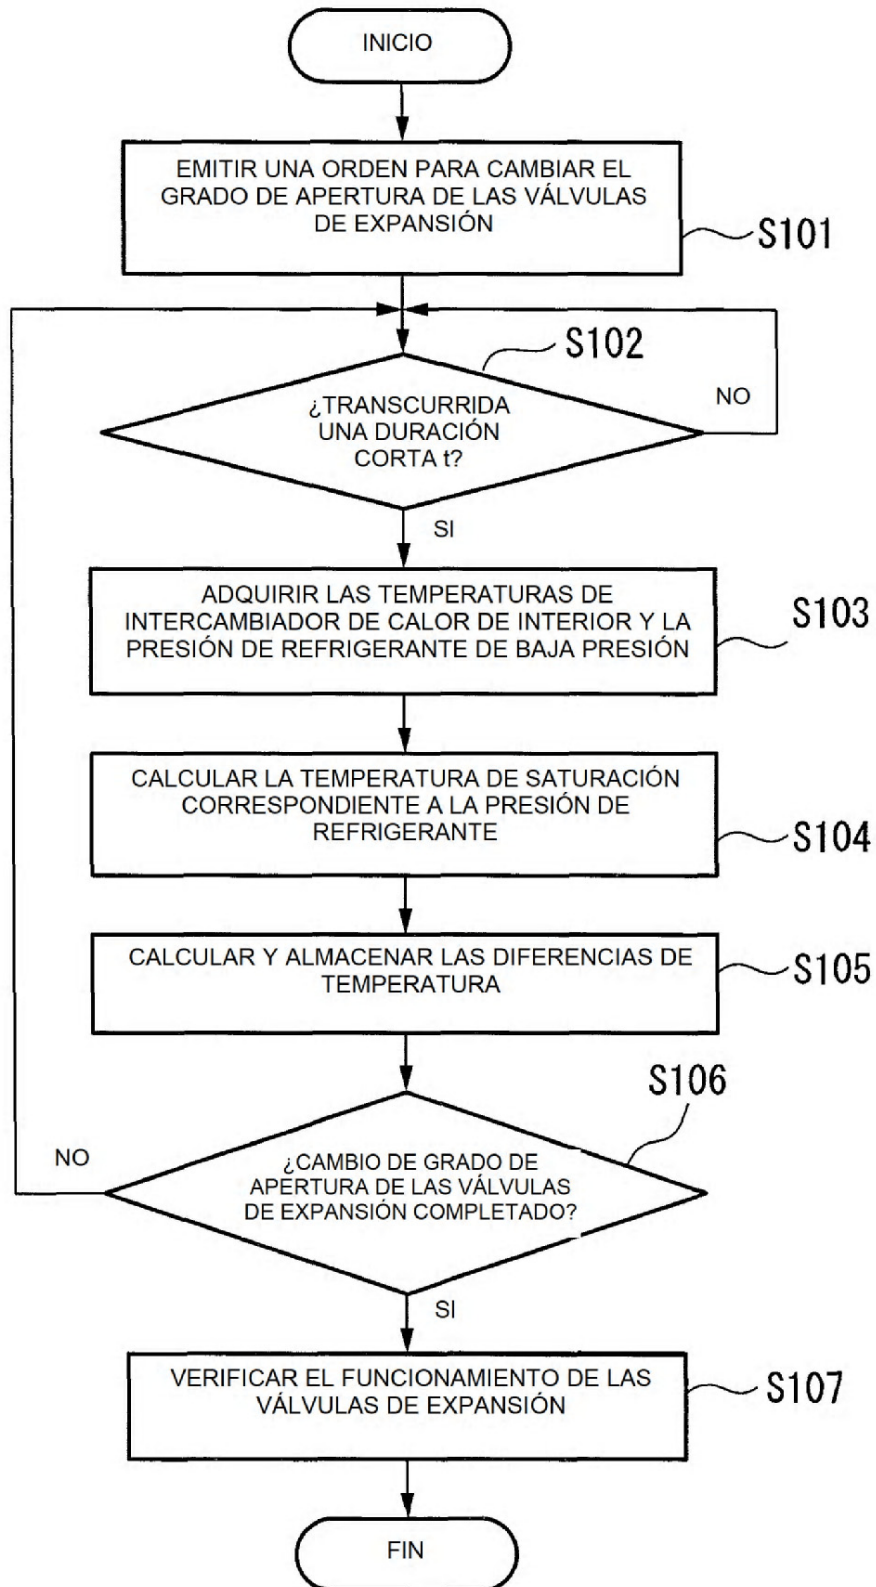 INICIO
EMITIR UNA ORDEN PARA CAMBIAR EL
GRADO DE APERTURA DE LAS VÁLVULAS
DE EXPANSIÓN
S101
S102
¿TRANSCURRIDA
UNA DURACIÓN
CORTA t?
NO
SI
ADQUIRIR LAS TEMPERATURAS DE
INTERCAMBIADOR DE CALOR DE INTERIOR Y LA
PRESIÓN DE REFRIGERANTE DE BAJA PRESIÓN
S103
CALCULAR LA TEMPERATURA DE SATURACIÓN
CORRESPONDIENTE A LA PRESIÓN DE
REFRIGERANTE
S104
CALCULAR Y ALMACENAR LAS DIFERENCIAS DE
TEMPERATURA
S105
S106
NO
¿CAMBIO DE GRADO DE
APERTURA DE LAS VÁLVULAS
DE EXPANSIÓN COMPLETADO?
SI
VERIFICAR EL FUNCIONAMIENTO DE LAS
VÁLVULAS DE EXPANSIÓN
S107
FIN